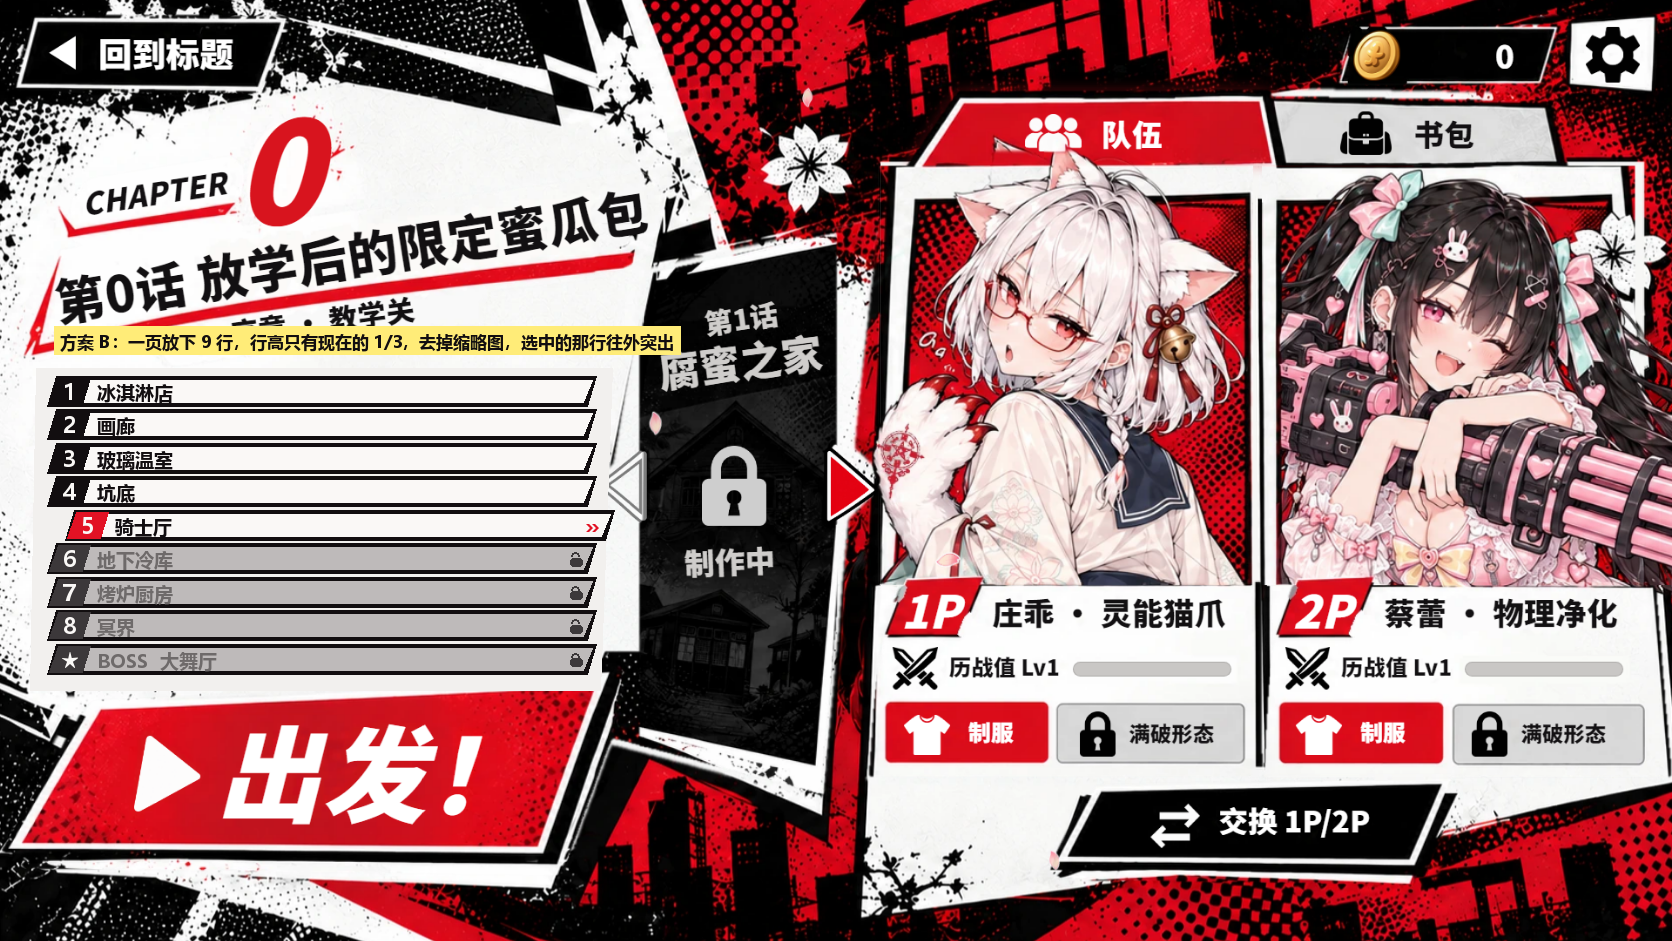 回到标题
0
队伍
书包
CHAPTER 0
第0话 放学后的限定蜜瓜包
序章 · 教学关
方案 B：一页放下 9 行，行高只有现在的 1/3，去掉缩略图，选中的那行往外突出
1 冰淇淋店
2 画廊
3 玻璃温室
4 坑底
5 骑士厅 »
6 地下冷库
7 烤炉厨房
8 冥界
★ BOSS 大舞厅
出发!
第1话
腐蜜之家
制作中
1P 庄乖 · 灵能猫爪
历战值 Lv1
制服
满破形态
2P 蔡蕾 · 物理净化
历战值 Lv1
制服
满破形态
交换 1P/2P